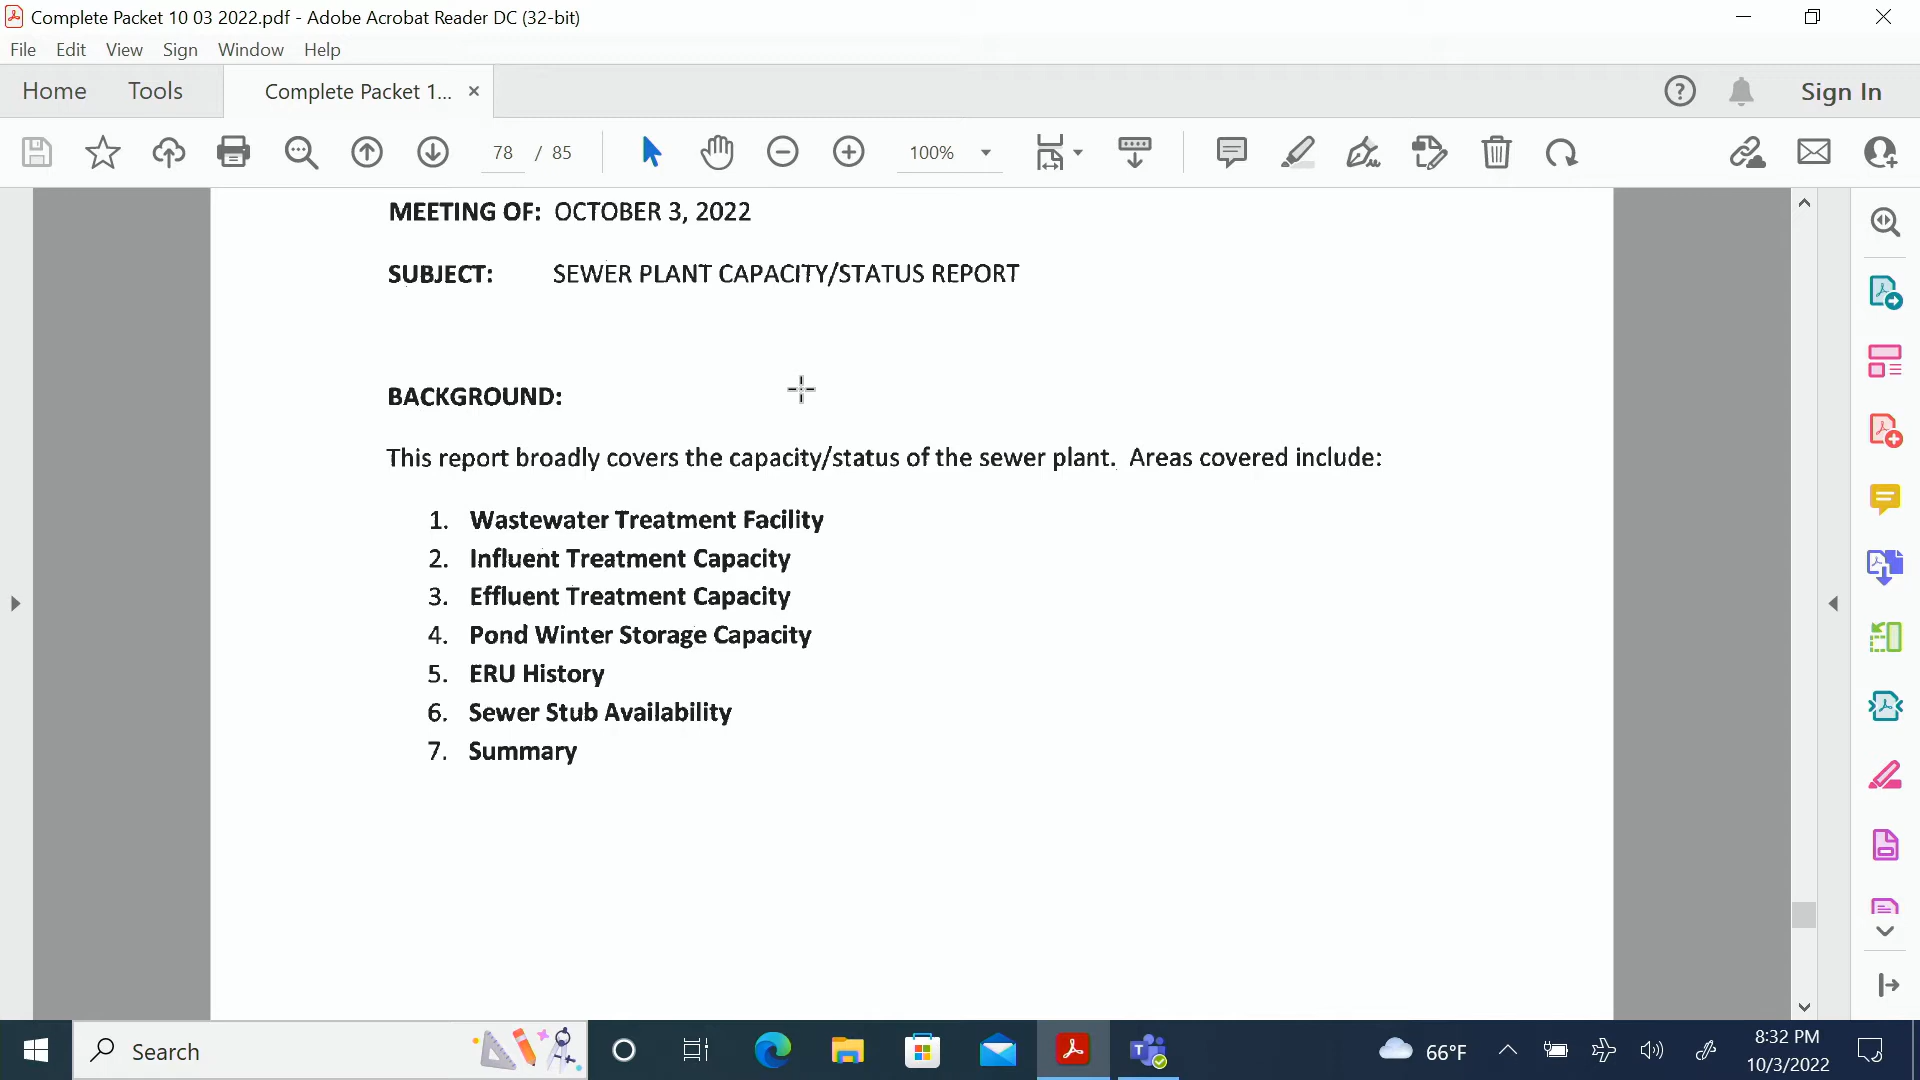 Complete Packet 10 03 2022.pdf - Adobe Acrobat Reader DC (32-bit)
File Edit View Sign Window Help
Home Tools Complete Packet 1... × Sign In
78 / 85 100%
MEETING OF: OCTOBER 3, 2022
SUBJECT: SEWER PLANT CAPACITY/STATUS REPORT
BACKGROUND:
This report broadly covers the capacity/status of the sewer plant. Areas covered include:
1. Wastewater Treatment Facility
2. Influent Treatment Capacity
3. Effluent Treatment Capacity
4. Pond Winter Storage Capacity
5. ERU History
6. Sewer Stub Availability
7. Summary
Search 66°F 8:32 PM
10/3/2022